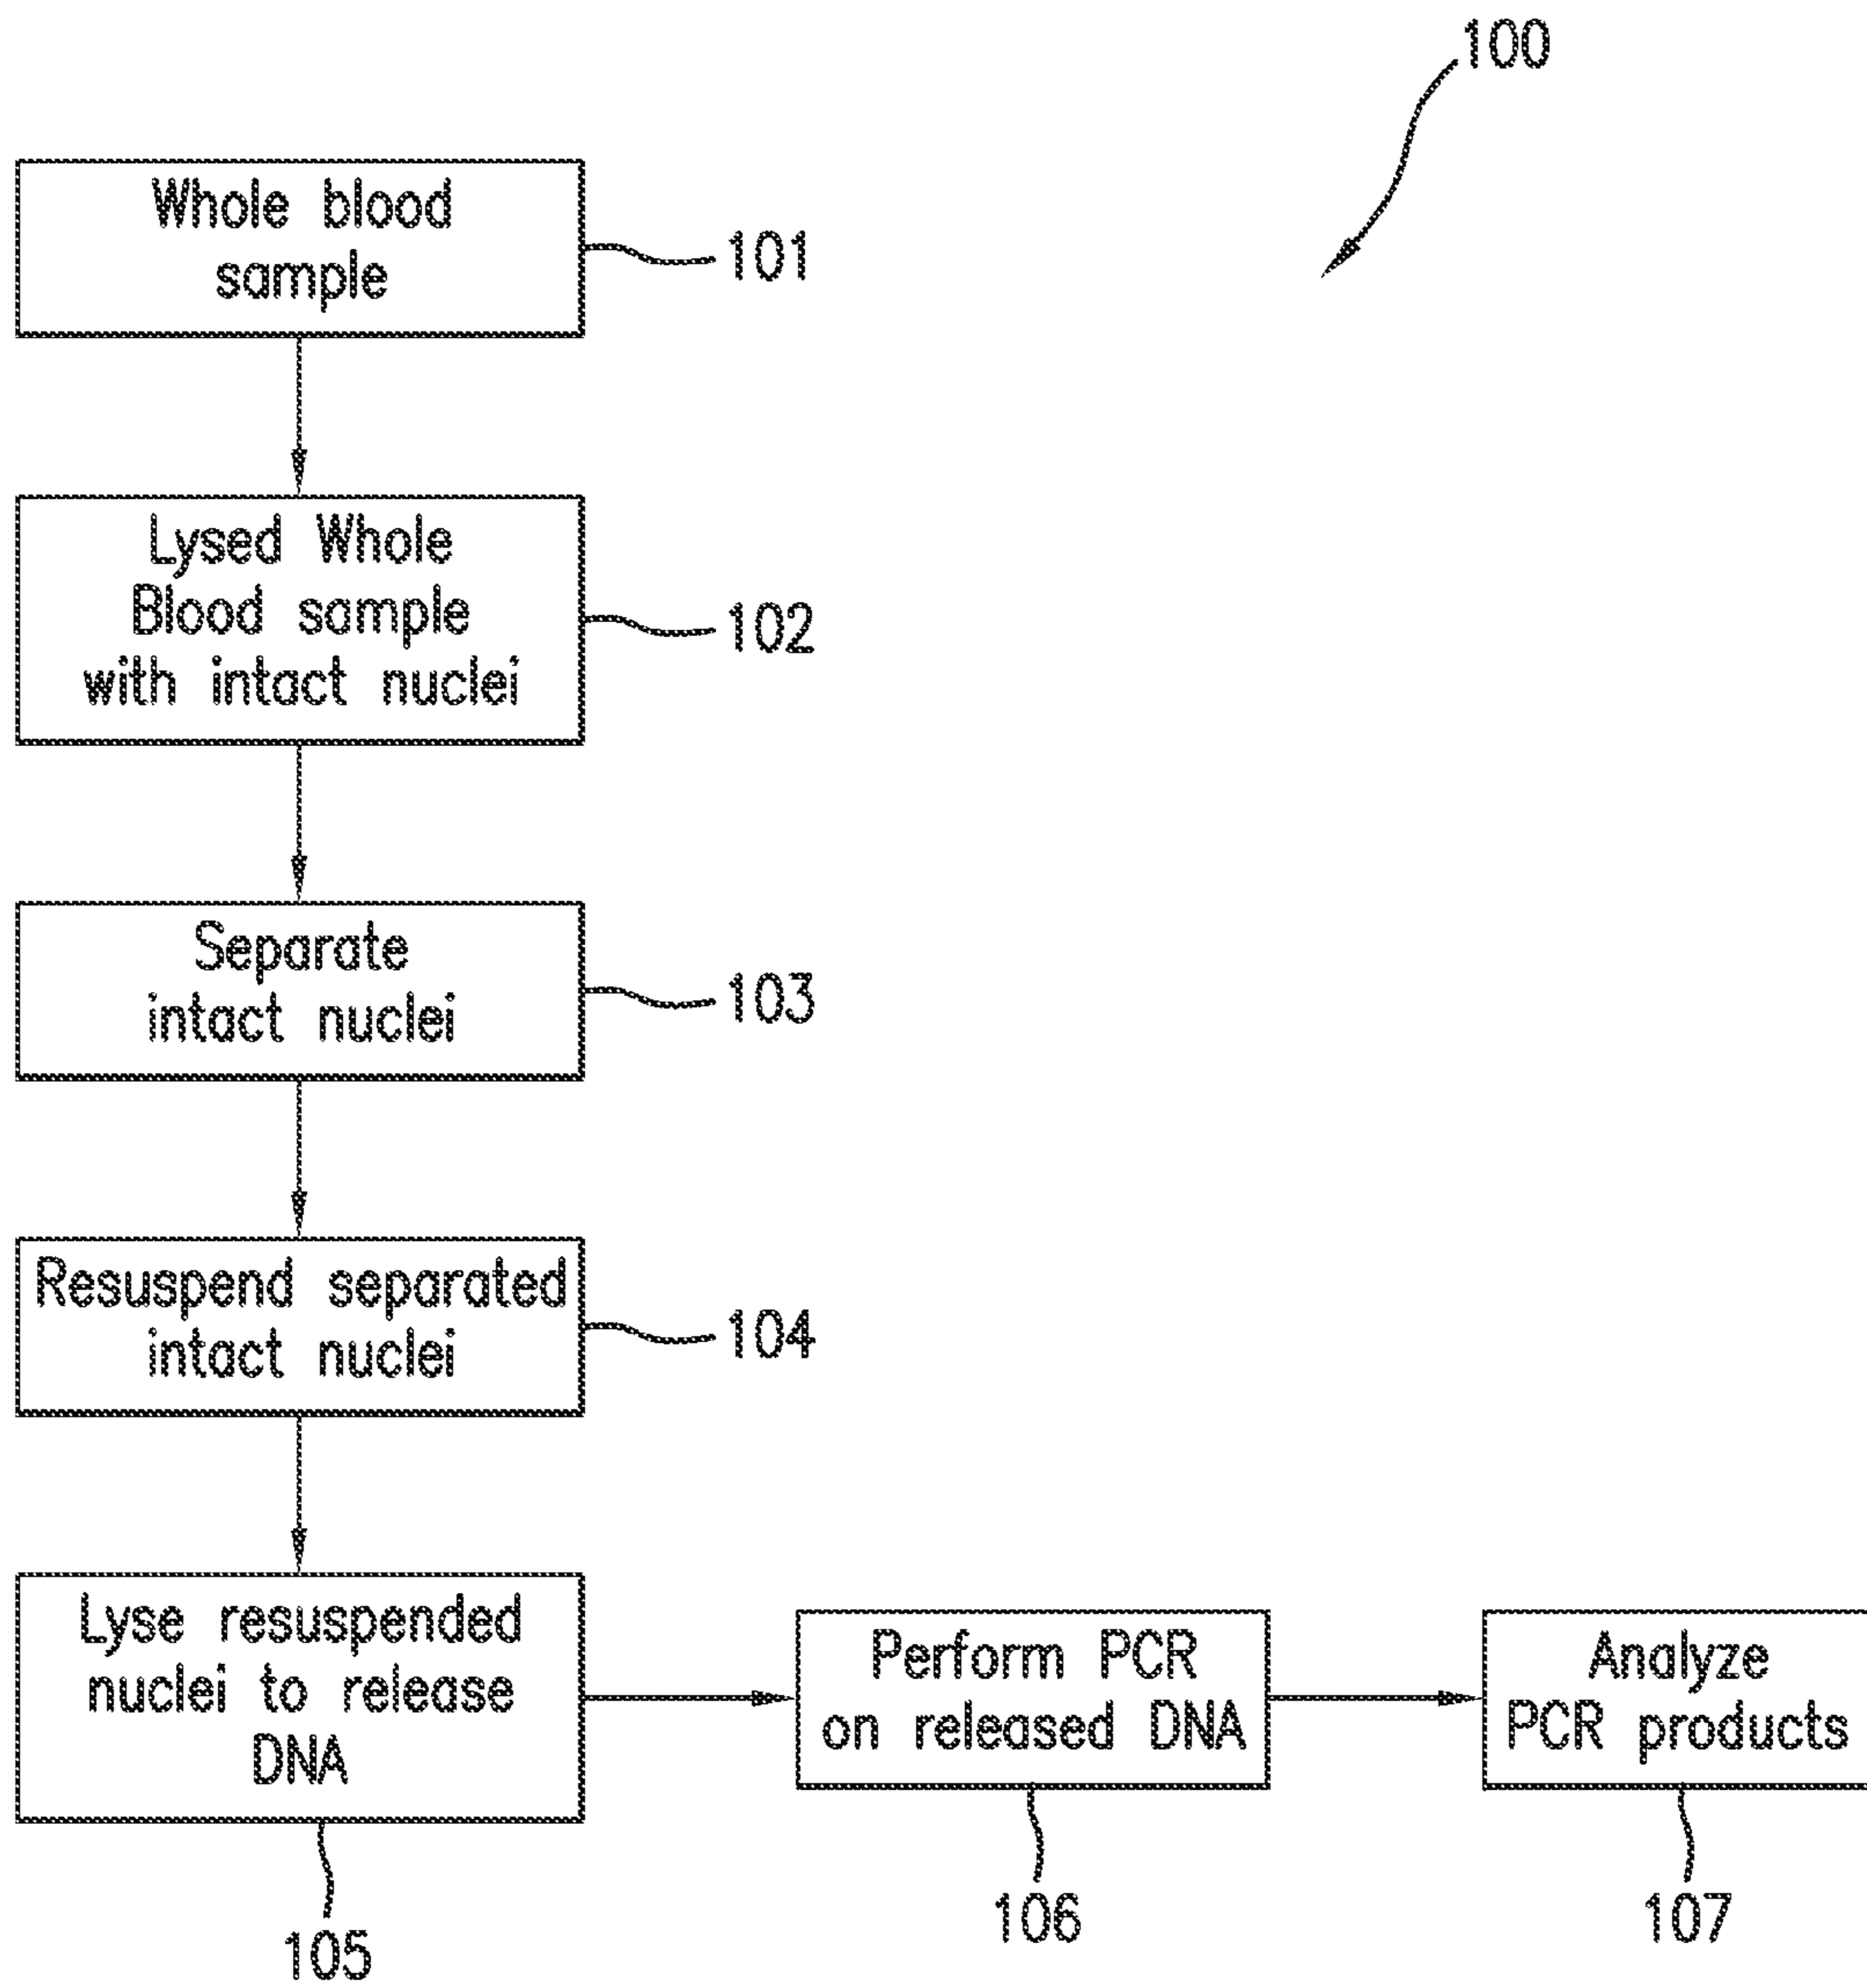 100
Whole blood
sample
101
Lysed Whole
Blood sample
with intact nuclei
102
Separate
intact nuclei
103
Resuspend separated
intact nuclei
104
Lyse resuspended
nuclei to release
DNA
105
Perform PCR
on released DNA
106
Analyze
PCR products
107